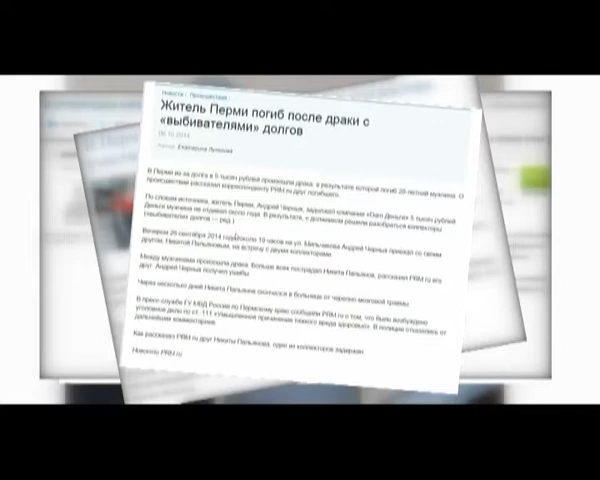 Новости / Происшествия /
Житель Перми погиб после драки с
«выбивателями» долгов
06.10.2014
Автор: Екатерина Лунегова
В Перми из-за долга в 5 тысяч рублей произошла драка, в результате которой погиб 28-летний мужчина. О
происшествии рассказал корреспонденту PRM.ru друг погибшего.
По словам источника, житель Перми, Андрей Черных, задолжал компании «Dam Деньги» 5 тысяч рублей.
Деньги мужчина не отдавал около года. В результате, с должником решили разобраться коллекторы
(«выбиватели» долгов — ред.)
Вечером 26 сентября 2014 года около 19 часов на ул. Мильчакова Андрей Черных приехал со своим
другом, Никитой Пальяновым, на встречу с двумя коллекторами.
Между мужчинами произошла драка. Больше всех пострадал Никита Пальянов, рассказал PRM.ru его
друг. Андрей Черных получил ушибы.
Через несколько дней Никита Пальянов скончался в больнице от черепно-мозговой травмы.
В пресс-службе ГУ МВД России по Пермскому краю сообщили PRM.ru о том, что было возбуждено
уголовное дело по ст. 111 «Умышленное причинение тяжкого вреда здоровью». В полиции отказались от
дальнейших комментариев.
Как рассказал PRM.ru друг Никиты Пальянова, один из коллекторов задержан.
Новости PRM.ru